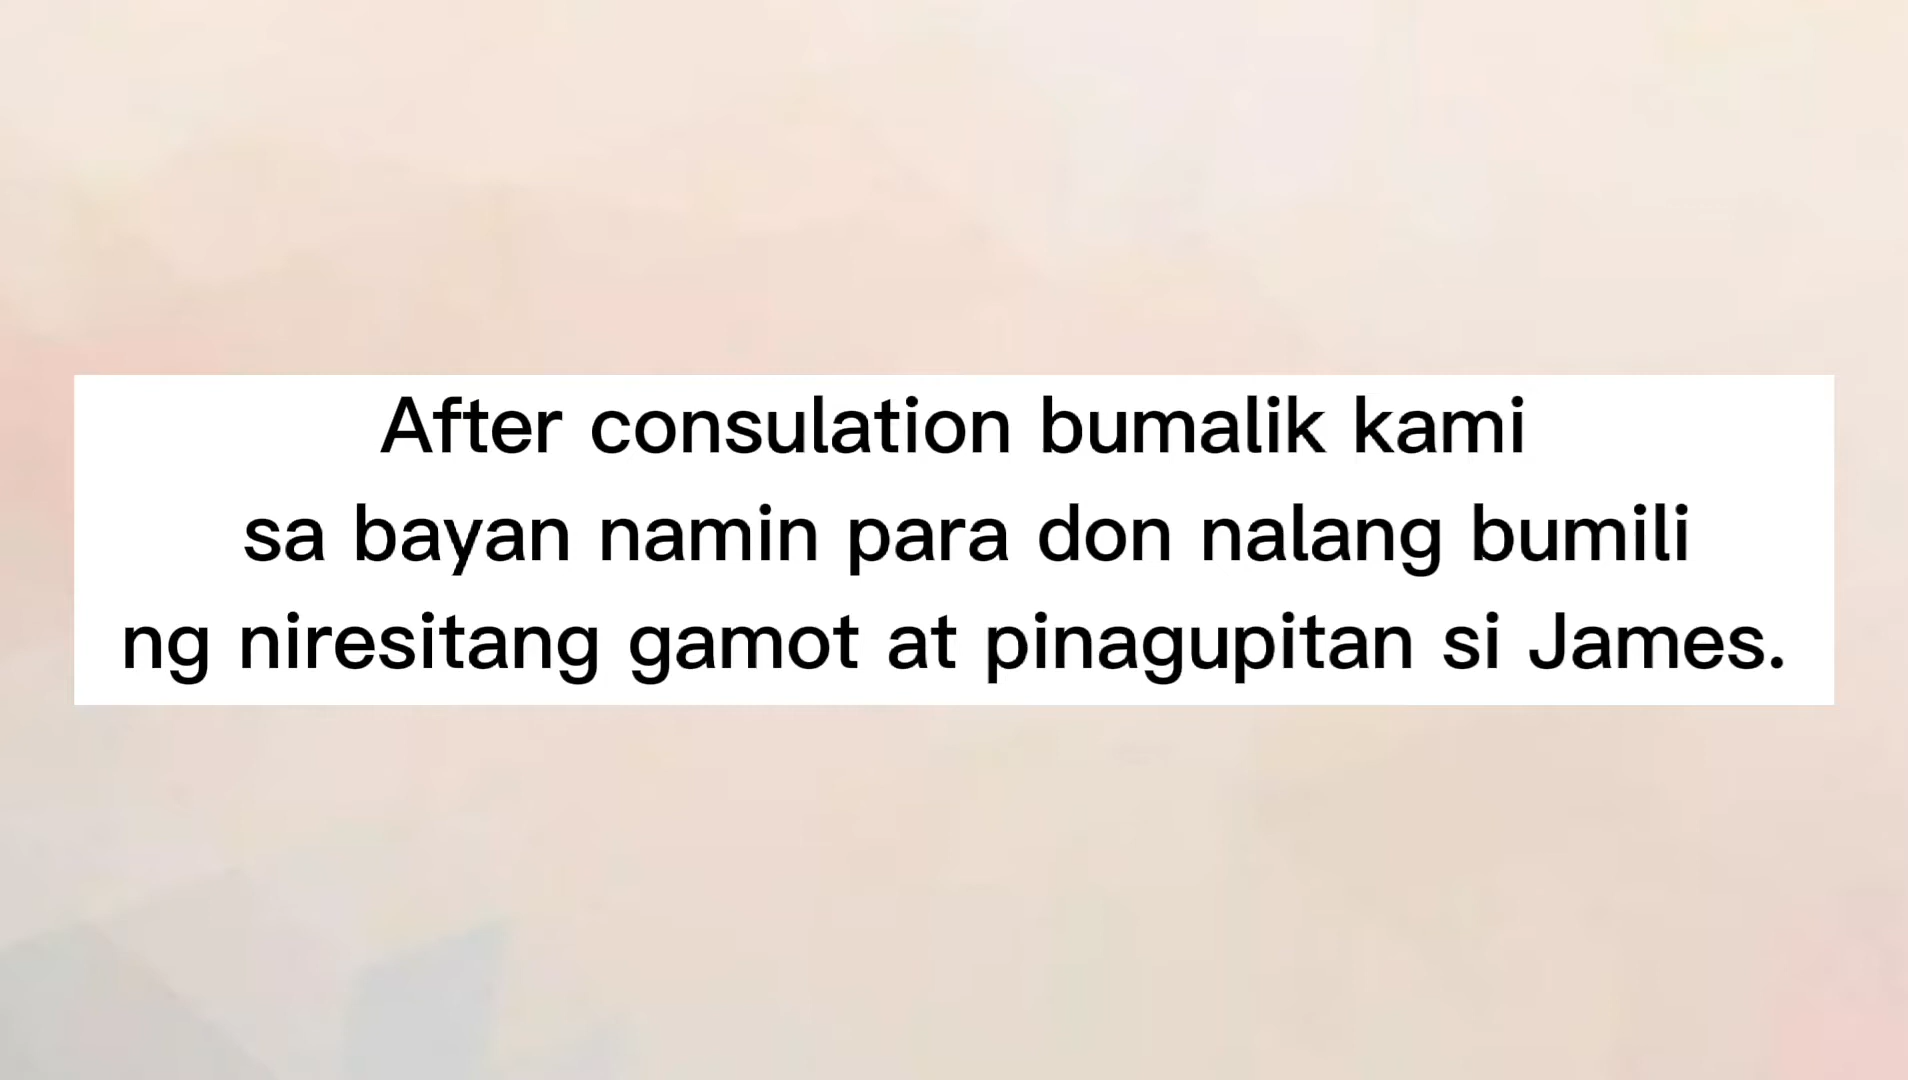 After consulation bumalik kami
sa bayan namin para don nalang bumili
ng niresitang gamot at pinagupitan si James.